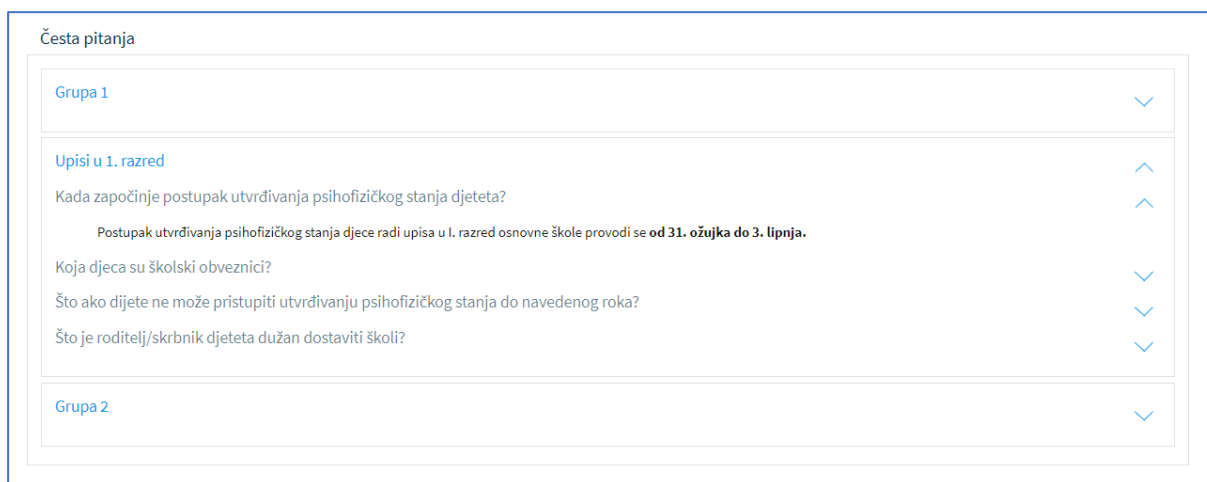 Česta pitanja
Grupa 1
Upisi u 1. razred
Kada započinje postupak utvrđivanja psihofizičkog stanja djeteta?
Postupak utvrđivanja psihofizičkog stanja djece radi upisa u I. razred osnovne škole provodi se od 31. ožujka do 3. lipnja.
Koja djeca su školski obveznici?
Što ako dijete ne može pristupiti utvrđivanju psihofizičkog stanja do navedenog roka?
Što je roditelj/skrbnik djeteta dužan dostaviti školi?
Grupa 2